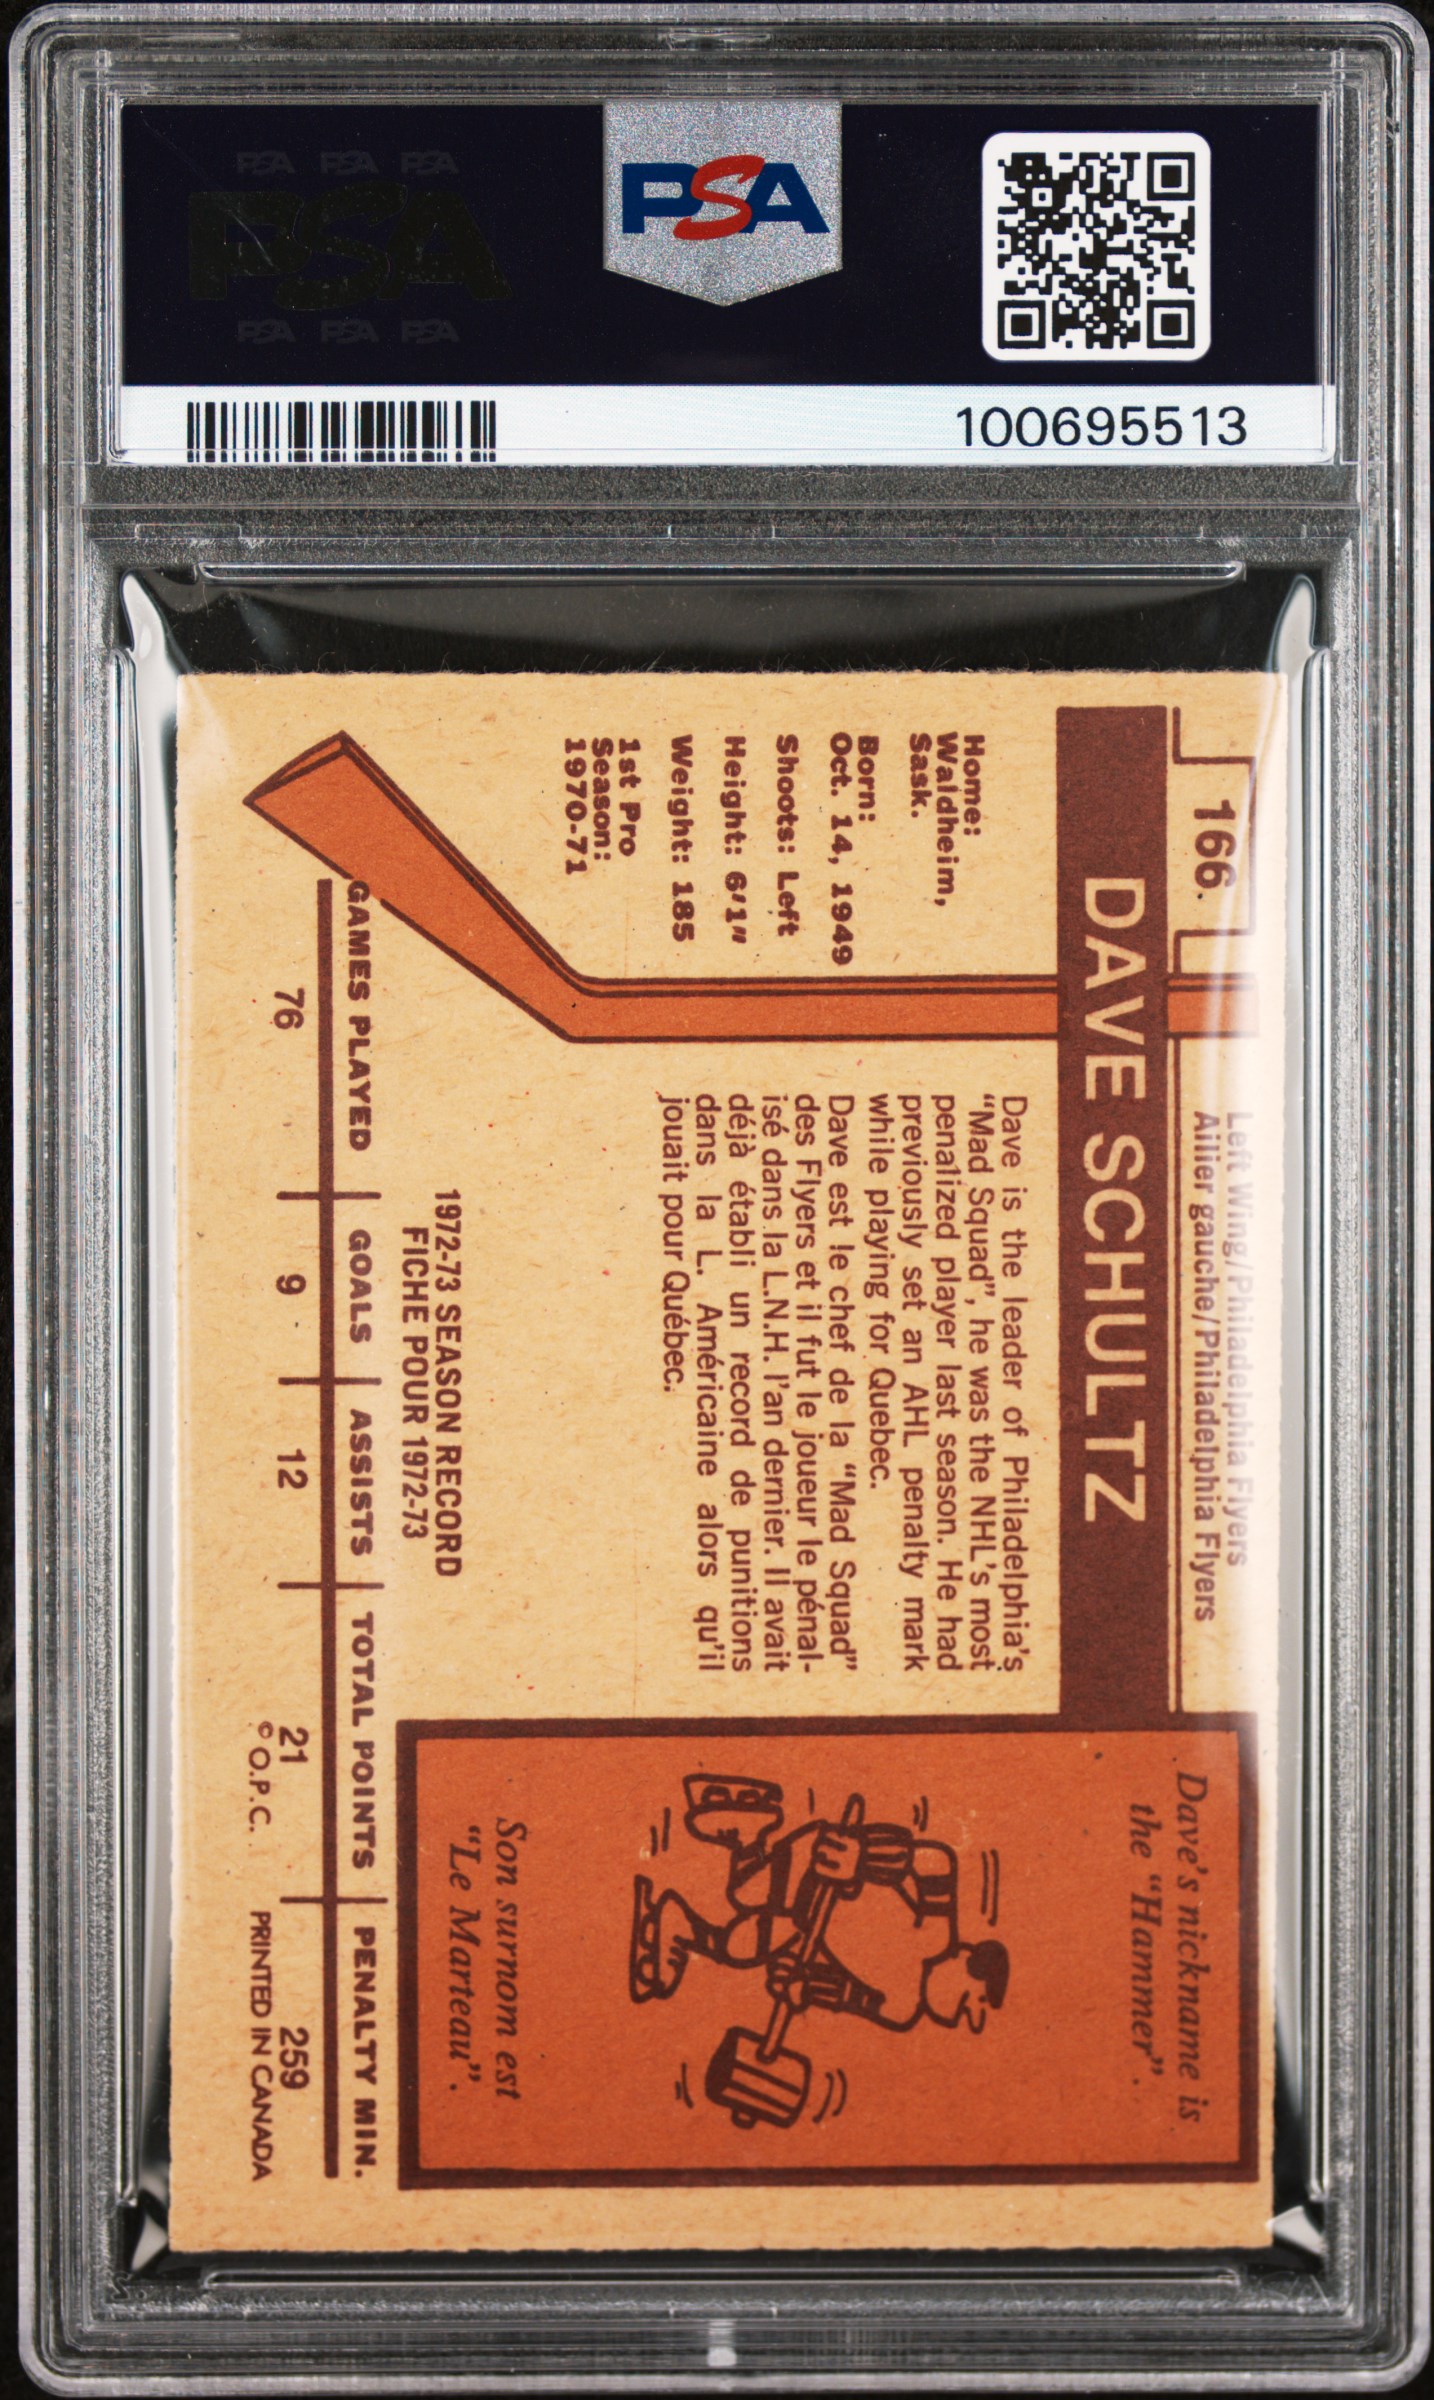 PSA PSA PSA
PSA
PSA PSA PSA
PSA
100695513
166.
Left Wing/Philadelphia Flyers
Ailier gauche/Philadelphia Flyers
DAVE SCHULTZ
Home:
Waldheim,
Sask.
Born:
Oct. 14, 1949
Shoots: Left
Height: 6'1"
Weight: 185
1st Pro
Season:
1970-71
Dave is the leader of Philadelphia's
“Mad Squad”, he was the NHL's most
penalized player last season. He had
previously set an AHL penalty mark
while playing for Quebec.
Dave est le chef de la “Mad Squad”
des Flyers et il fut le joueur le pénal-
isé dans la L.N.H. l'an dernier. Il avait
déjà établi un record de punitions
dans la L. Américaine alors qu'il
jouait pour Québec.
Dave's nickname is
the “Hammer”.
Son surnom est
“Le Marteau”.
1972-73 SEASON RECORD
FICHE POUR 1972-73
GAMES PLAYED GOALS ASSISTS TOTAL POINTS PENALTY MIN.
76 9 12 21 259
© O.P.C. PRINTED IN CANADA